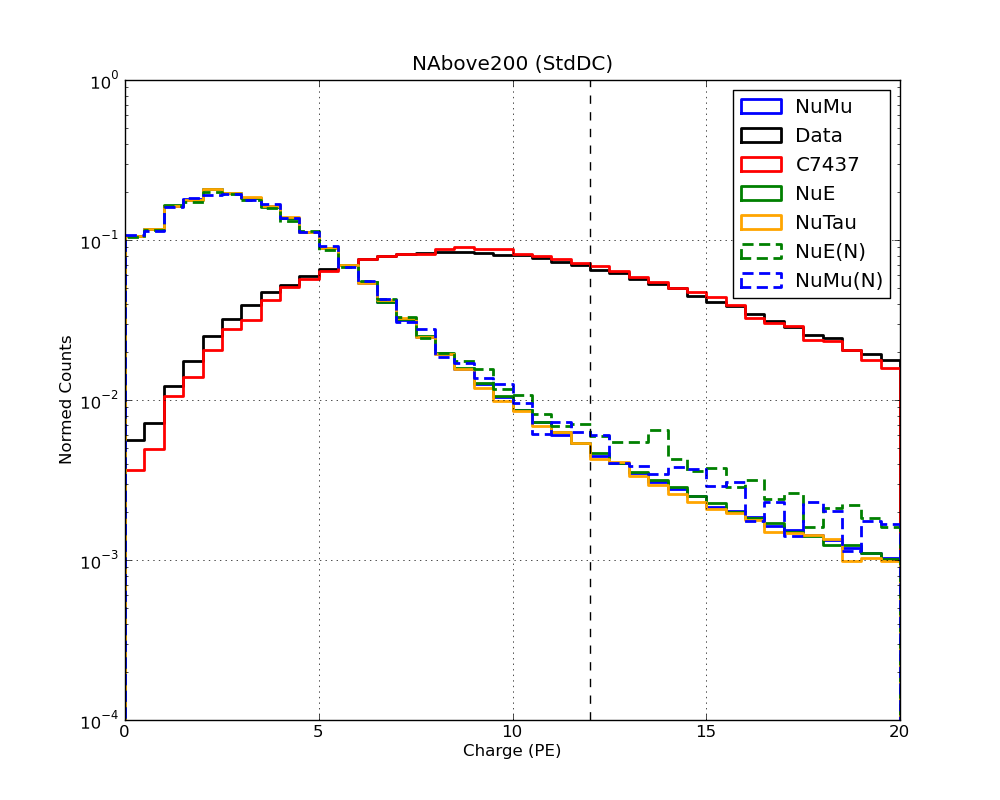 NAbove200 (StdDC)
10^0
10^-1
10^-2
10^-3
10^-4
Normed Counts
NuMu
Data
C7437
NuE
NuTau
NuE(N)
NuMu(N)
0 5 10 15 20
Charge (PE)